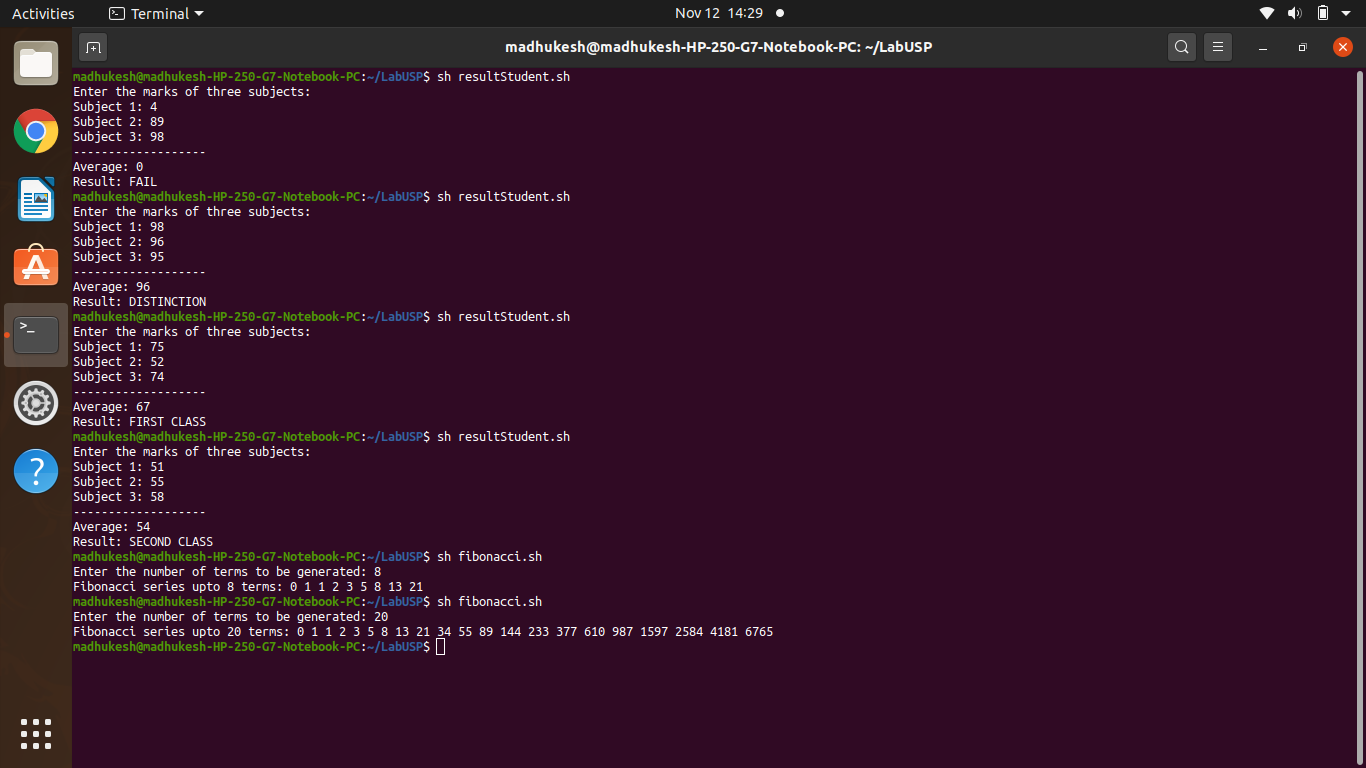 Activities Terminal Nov 12 14:29
madhukesh@madhukesh-HP-250-G7-Notebook-PC: ~/LabUSP
madhukesh@madhukesh-HP-250-G7-Notebook-PC:~/LabUSP$ sh resultStudent.sh
Enter the marks of three subjects:
Subject 1: 4
Subject 2: 89
Subject 3: 98
-------------------
Average: 0
Result: FAIL
madhukesh@madhukesh-HP-250-G7-Notebook-PC:~/LabUSP$ sh resultStudent.sh
Enter the marks of three subjects:
Subject 1: 98
Subject 2: 96
Subject 3: 95
-------------------
Average: 96
Result: DISTINCTION
madhukesh@madhukesh-HP-250-G7-Notebook-PC:~/LabUSP$ sh resultStudent.sh
Enter the marks of three subjects:
Subject 1: 75
Subject 2: 52
Subject 3: 74
-------------------
Average: 67
Result: FIRST CLASS
madhukesh@madhukesh-HP-250-G7-Notebook-PC:~/LabUSP$ sh resultStudent.sh
Enter the marks of three subjects:
Subject 1: 51
Subject 2: 55
Subject 3: 58
-------------------
Average: 54
Result: SECOND CLASS
madhukesh@madhukesh-HP-250-G7-Notebook-PC:~/LabUSP$ sh fibonacci.sh
Enter the number of terms to be generated: 8
Fibonacci series upto 8 terms: 0 1 1 2 3 5 8 13 21
madhukesh@madhukesh-HP-250-G7-Notebook-PC:~/LabUSP$ sh fibonacci.sh
Enter the number of terms to be generated: 20
Fibonacci series upto 20 terms: 0 1 1 2 3 5 8 13 21 34 55 89 144 233 377 610 987 1597 2584 4181 6765
madhukesh@madhukesh-HP-250-G7-Notebook-PC:~/LabUSP$